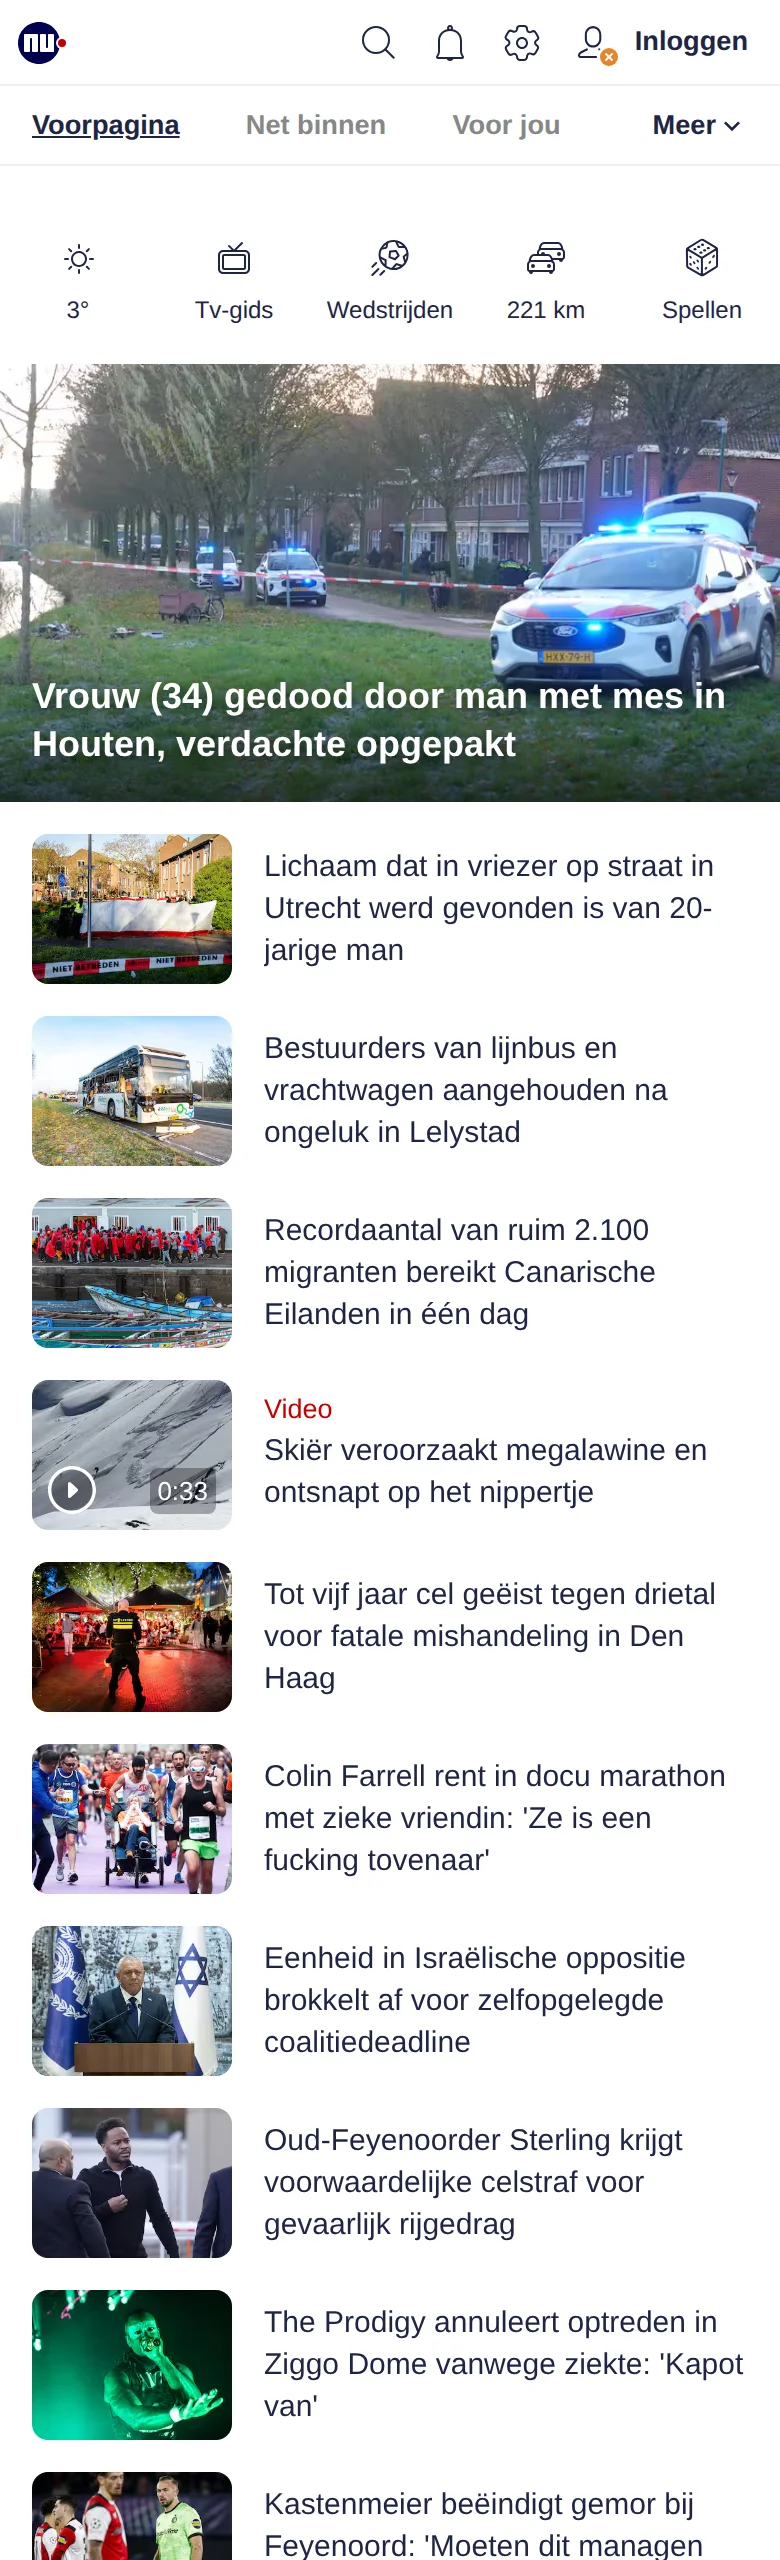 nu
Inloggen
Voorpagina
Net binnen
Voor jou
Meer
3°
Tv-gids
Wedstrijden
221 km
Spellen
HXX-79-H
Vrouw (34) gedood door man met mes in
Houten, verdachte opgepakt
NIET BETREDEN
NIET BETREDEN
Lichaam dat in vriezer op straat in
Utrecht werd gevonden is van 20-
jarige man
Bestuurders van lijnbus en
vrachtwagen aangehouden na
ongeluk in Lelystad
Recordaantal van ruim 2.100
migranten bereikt Canarische
Eilanden in één dag
0:33
Video
Skiër veroorzaakt megalawine en
ontsnapt op het nippertje
Tot vijf jaar cel geëist tegen drietal
voor fatale mishandeling in Den
Haag
Colin Farrell rent in docu marathon
met zieke vriendin: 'Ze is een
fucking tovenaar'
Eenheid in Israëlische oppositie
brokkelt af voor zelfopgelegde
coalitiedeadline
Oud-Feyenoorder Sterling krijgt
voorwaardelijke celstraf voor
gevaarlijk rijgedrag
The Prodigy annuleert optreden in
Ziggo Dome vanwege ziekte: 'Kapot
van'
Kastenmeier beëindigt gemor bij
Feyenoord: 'Moeten dit managen